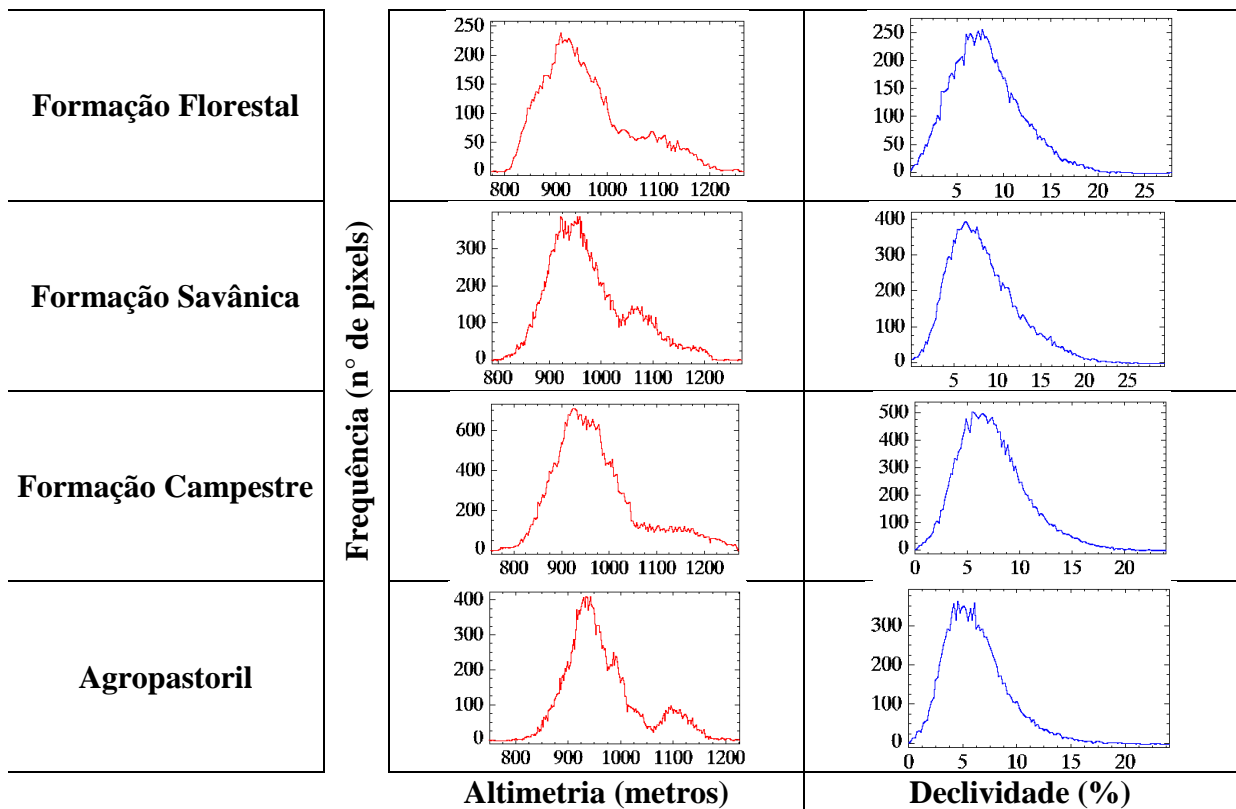 Formação Florestal
Formação Savânica
Formação Campestre
Agropastoril
Frequência (n° de pixels)
250
200
150
100
50
0
800 900 1000 1100 1200
250
200
150
100
50
0
5 10 15 20 25
300
200
100
0
800 900 1000 1100 1200
400
300
200
100
0
5 10 15 20 25
600
400
200
0
800 900 1000 1100 1200
500
400
300
200
100
0
0 5 10 15 20
400
300
200
100
0
800 900 1000 1100 1200
300
200
100
0
0 5 10 15 20
Altimetria (metros)
Declividade (%)